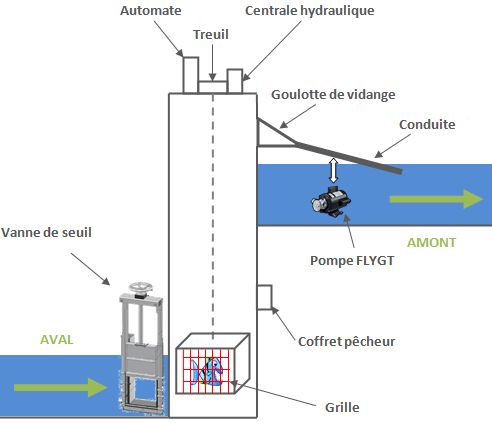 Automate
Centrale hydraulique
Treuil
Goulotte de vidange
Conduite
Vanne de seuil
AMONT
Pompe FLYGT
AVAL
Coffret pêcheur
Grille